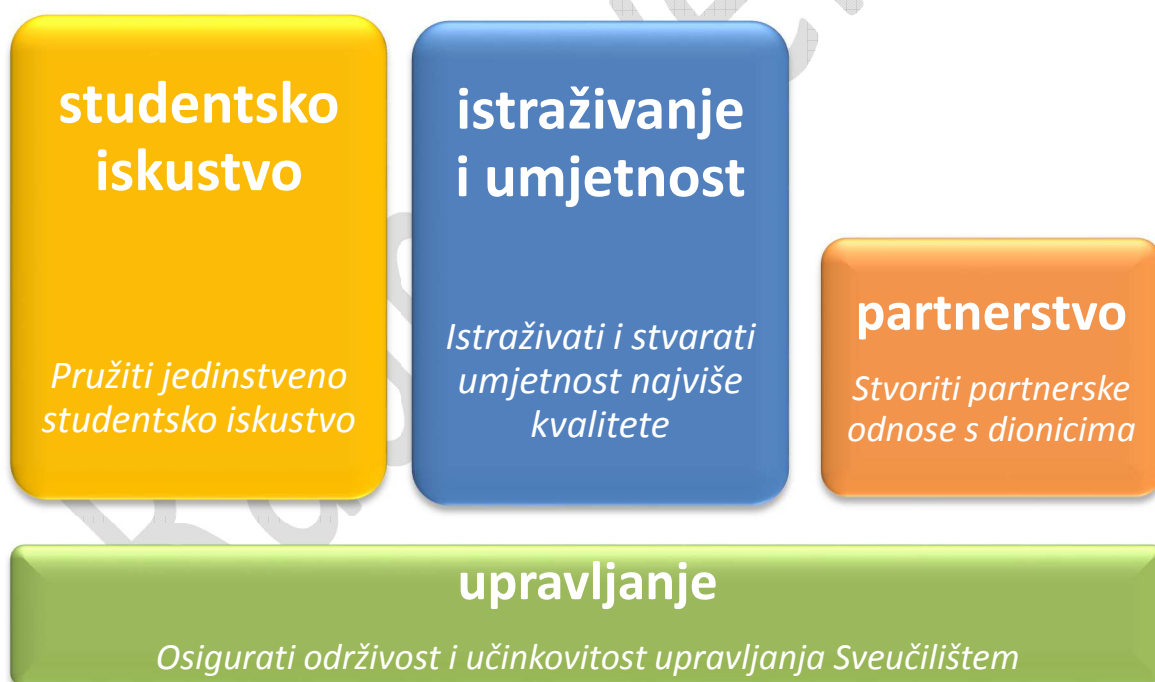 studentsko
iskustvo
Pružiti jedinstveno
studentsko iskustvo
istraživanje
i umjetnost
Istraživati i stvarati
umjetnost najviše
kvalitete
partnerstvo
Stvoriti partnerske
odnose s dionicima
upravljanje
Osigurati održivost i učinkovitost upravljanja Sveučilištem